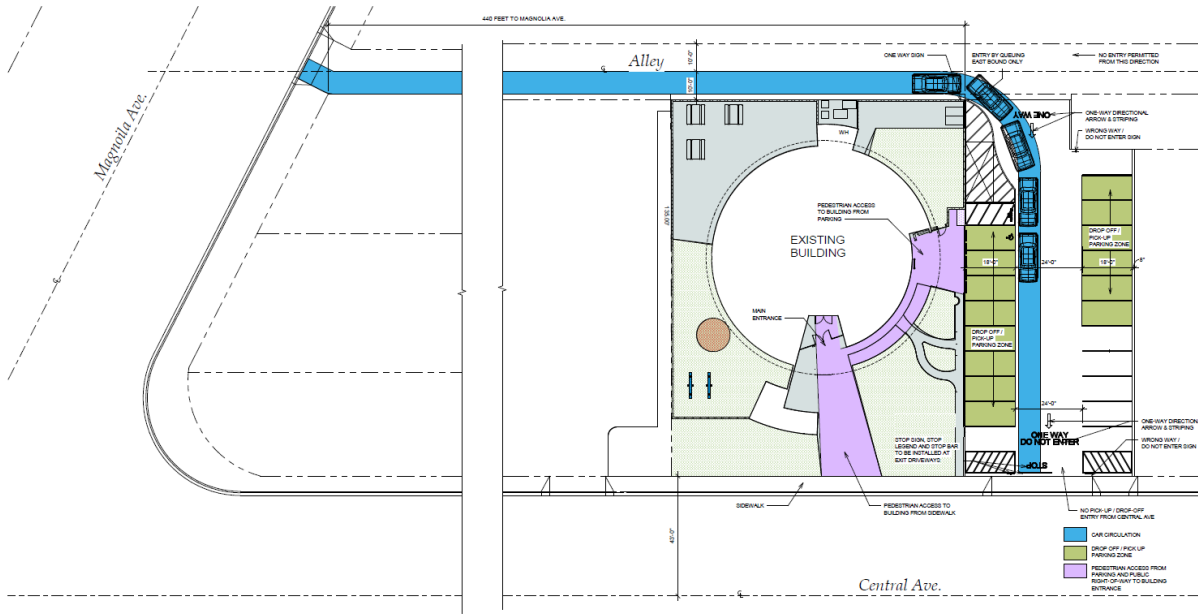 440 FEET TO MAGNOLIA AVE.
Alley
10'-0"
10'-0"
ONE WAY SIGN
ENTRY BY QUEUING
EAST BOUND ONLY
NO ENTRY PERMITTED
FROM THIS DIRECTION
Magnolia Ave.
ONE WAY
ONE-WAY DIRECTIONAL
ARROW & STRIPING
WRONG WAY /
DO NOT ENTER SIGN
WH
PEDESTRIAN ACCESS
TO BUILDING FROM
PARKING
135.00'
EXISTING
BUILDING
DROP OFF /
PICK-UP
PARKING ZONE
18'-0"
24'-0"
18'-0"
8"
MAIN
ENTRANCE
DROP OFF /
PICK-UP
PARKING ZONE
24'-0"
ONE WAY
DO NOT ENTER
ONE-WAY DIRECTION
ARROW & STRIPING
STOP SIGN, STOP
LEGEND AND STOP BAR
TO BE INSTALLED AT
EXIT DRIVEWAYS
WRONG WAY /
DO NOT ENTER SIGN
STOP
SIDEWALK
PEDESTRIAN ACCESS TO
BUILDING FROM SIDEWALK
NO PICK-UP / DROP-OFF
ENTRY FROM CENTRAL AVE
CAR CIRCULATION
DROP OFF / PICK UP
PARKING ZONE
PEDESTRIAN ACCESS FROM
PARKING AND PUBLIC
RIGHT-OF-WAY TO BUILDING
ENTRANCE
Central Ave.